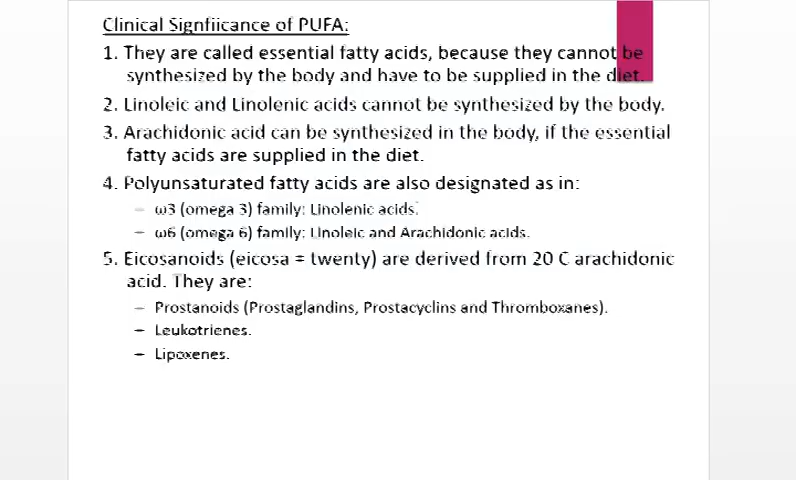 Clinical Signfiicance of PUFA:
1. They are called essential fatty acids, because they cannot be
synthesized by the body and have to be supplied in the diet.
2. Linoleic and Linolenic acids cannot be synthesized by the body.
3. Arachidonic acid can be synthesized in the body, if the essential
fatty acids are supplied in the diet.
4. Polyunsaturated fatty acids are also designated as in:
– ω3 (omega 3) family: Linolenic acids.
– ω6 (omega 6) family: Linoleic and Arachidonic acids.
5. Eicosanoids (eicosa = twenty) are derived from 20 C arachidonic
acid. They are:
– Prostanoids (Prostaglandins, Prostacyclins and Thromboxanes).
– Leukotrienes.
– Lipoxenes.